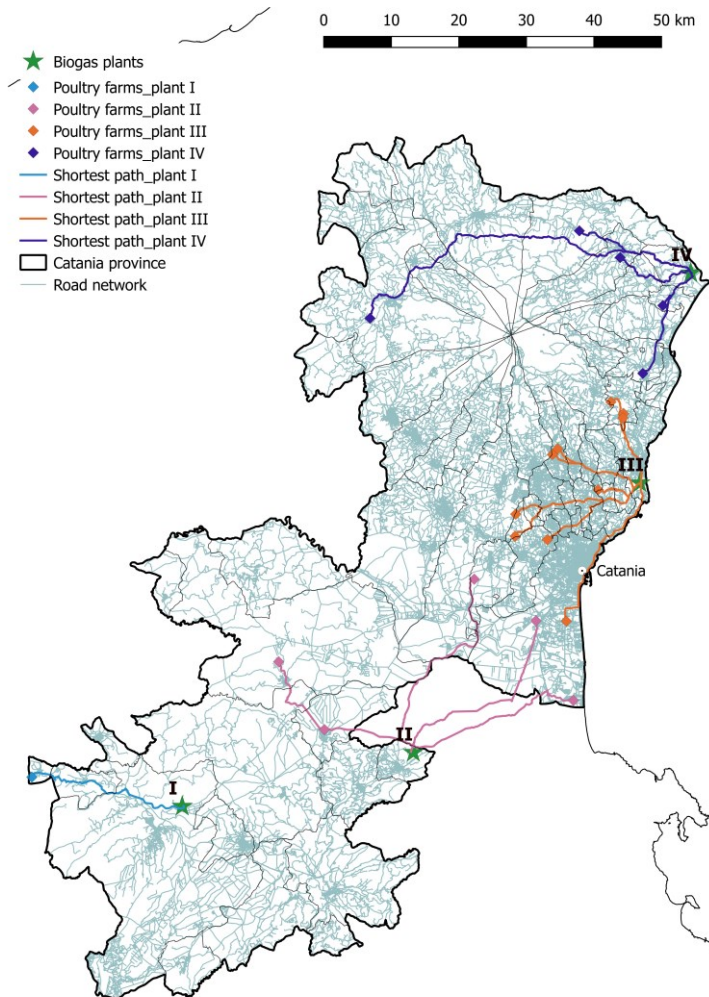 0 10 20 30 40 50 km
Biogas plants
Poultry farms_plant I
Poultry farms_plant II
Poultry farms_plant III
Poultry farms_plant IV
Shortest path_plant I
Shortest path_plant II
Shortest path_plant III
Shortest path_plant IV
Catania province
Road network
IV
III
Catania
II
I